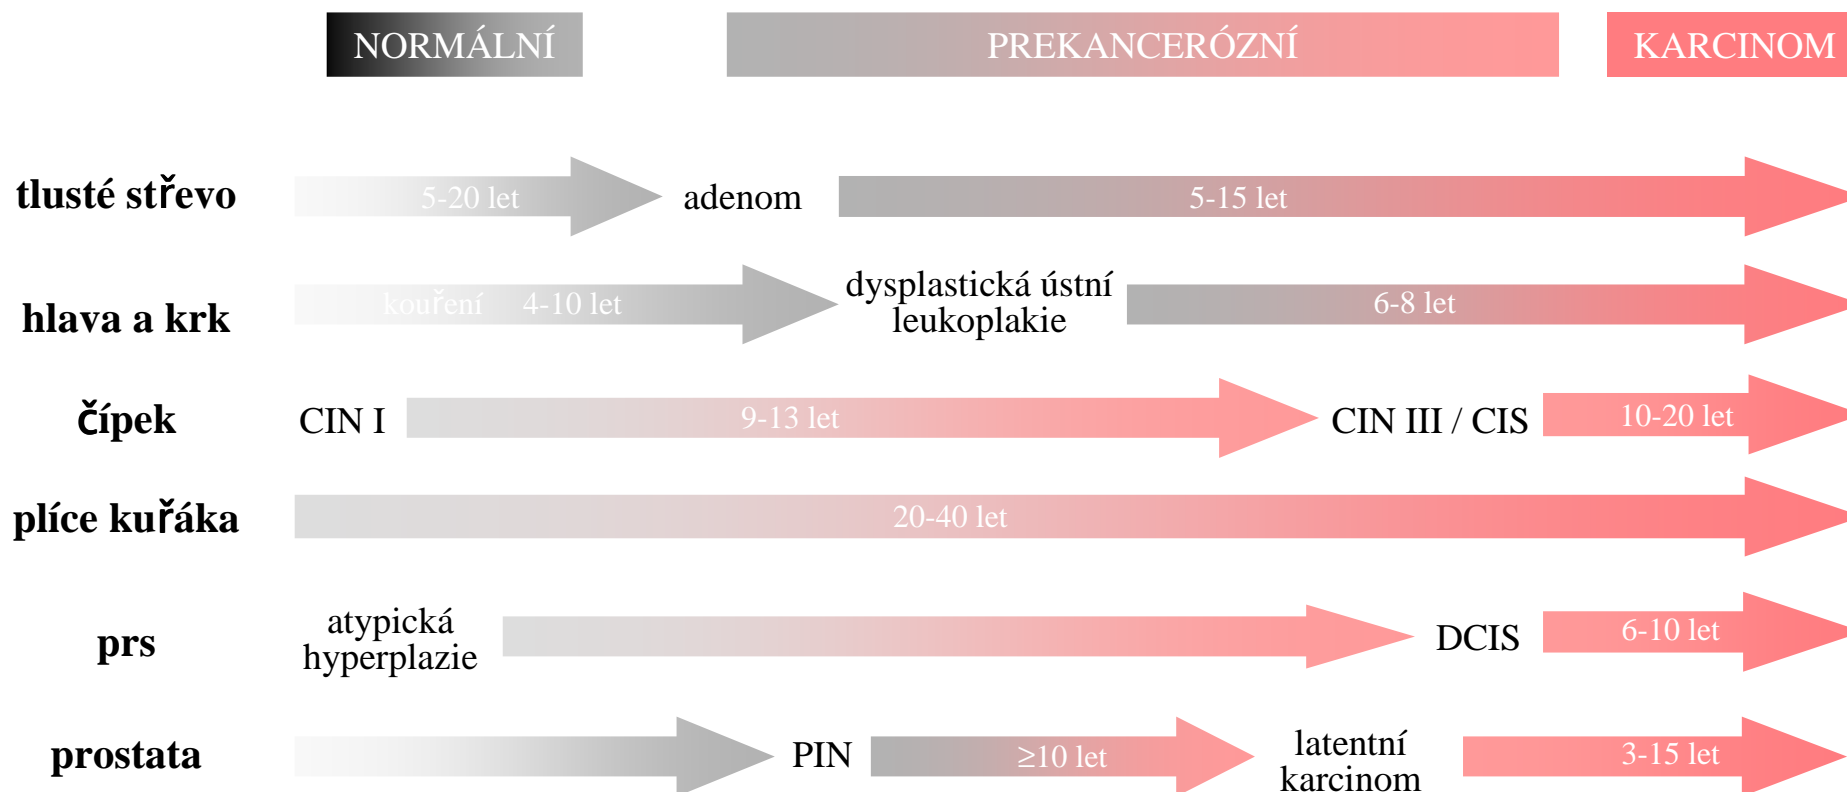 NORMÁLNÍ PREKANCERÓZNÍ KARCINOM
tlusté střevo 5-20 let adenom 5-15 let
hlava a krk kouření 4-10 let dysplastická ústní
leukoplakie 6-8 let
čípek CIN I 9-13 let CIN III / CIS 10-20 let
plíce kuřáka 20-40 let
prs atypická
hyperplazie DCIS 6-10 let
prostata PIN ≥10 let latentní
karcinom 3-15 let